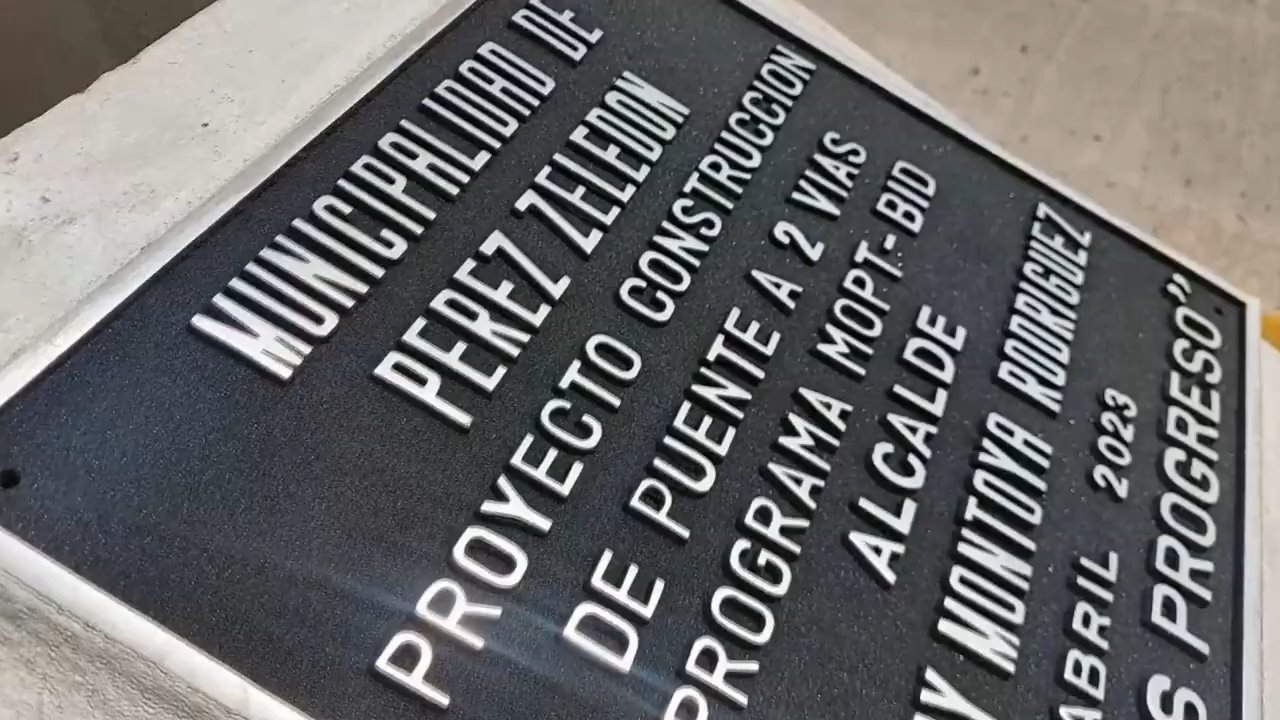 MUNICIPALIDAD DE
PEREZ ZELEDON
PROYECTO CONSTRUCCION
DE PUENTE A 2 VIAS
PROGRAMA MOPT-BID
ALCALDE
MONTOYA RODRIGUEZ
ABRIL 2023
PROGRESO".